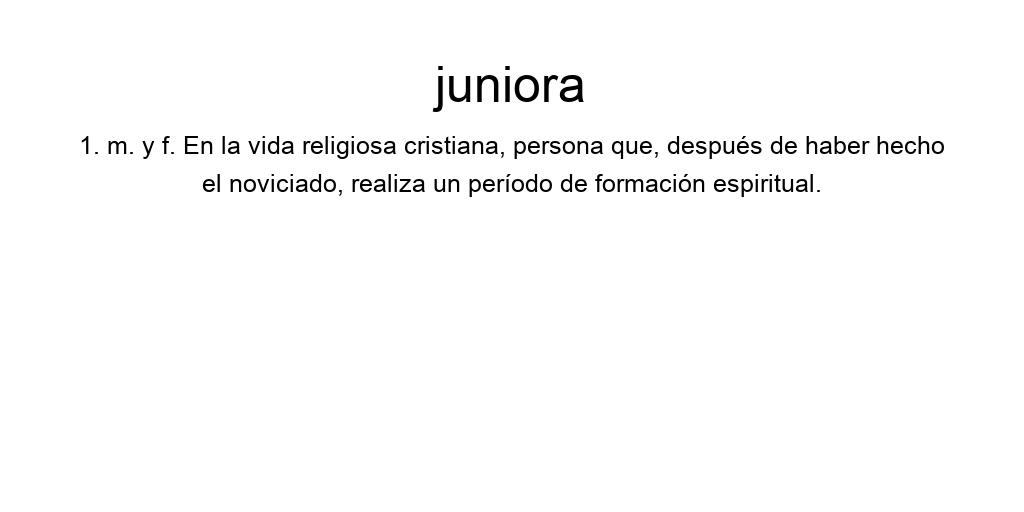 juniora
1. m. y f. En la vida religiosa cristiana, persona que, después de haber hecho
el noviciado, realiza un período de formación espiritual.